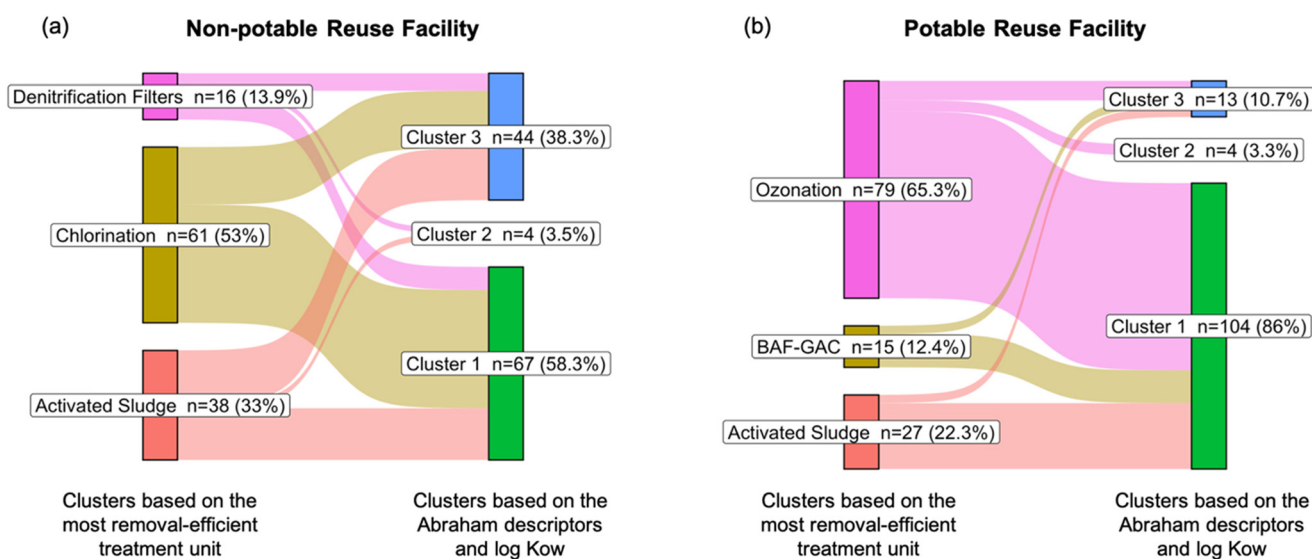 (a)
Non-potable Reuse Facility
Denitrification Filters n=16 (13.9%)
Chlorination n=61 (53%)
Activated Sludge n=38 (33%)
Cluster 3 n=44 (38.3%)
Cluster 2 n=4 (3.5%)
Cluster 1 n=67 (58.3%)
Clusters based on the
most removal-efficient
treatment unit
Clusters based on the
Abraham descriptors
and log Kow
(b)
Potable Reuse Facility
Ozonation n=79 (65.3%)
BAF-GAC n=15 (12.4%)
Activated Sludge n=27 (22.3%)
Cluster 3 n=13 (10.7%)
Cluster 2 n=4 (3.3%)
Cluster 1 n=104 (86%)
Clusters based on the
most removal-efficient
treatment unit
Clusters based on the
Abraham descriptors
and log Kow